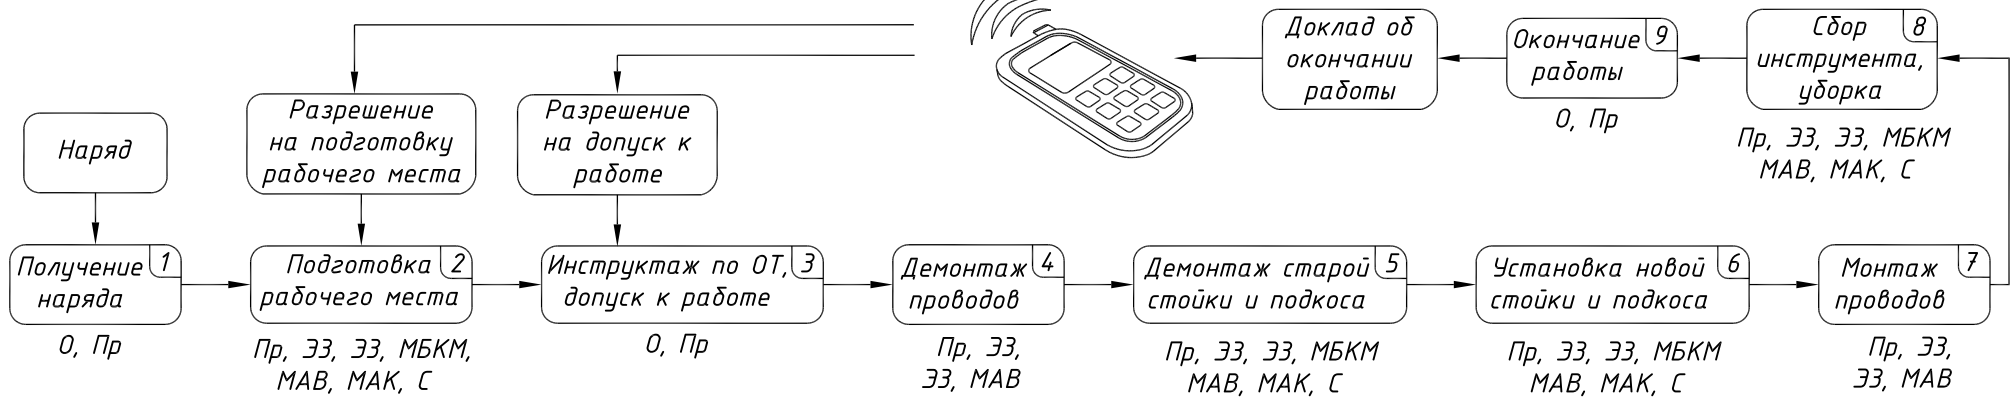 Наряд
Получение 1
наряда
О, Пр
Разрешение
на подготовку
рабочего места
Подготовка 2
рабочего места
Пр, ЭЗ, ЭЗ, МБКМ,
МАВ, МАК, С
Разрешение
на допуск к
работе
Инструктаж по ОТ, 3
допуск к работе
О, Пр
Демонтаж 4
проводов
Пр, ЭЗ,
ЭЗ, МАВ
Демонтаж старой 5
стойки и подкоса
Пр, ЭЗ, ЭЗ, МБКМ
МАВ, МАК, С
Установка новой 6
стойки и подкоса
Пр, ЭЗ, ЭЗ, МБКМ
МАВ, МАК, С
Монтаж 7
проводов
Пр, ЭЗ,
ЭЗ, МАВ
Сбор 8
инструмента,
уборка
Пр, ЭЗ, ЭЗ, МБКМ
МАВ, МАК, С
Окончание 9
работы
О, Пр
Доклад об
окончании
работы